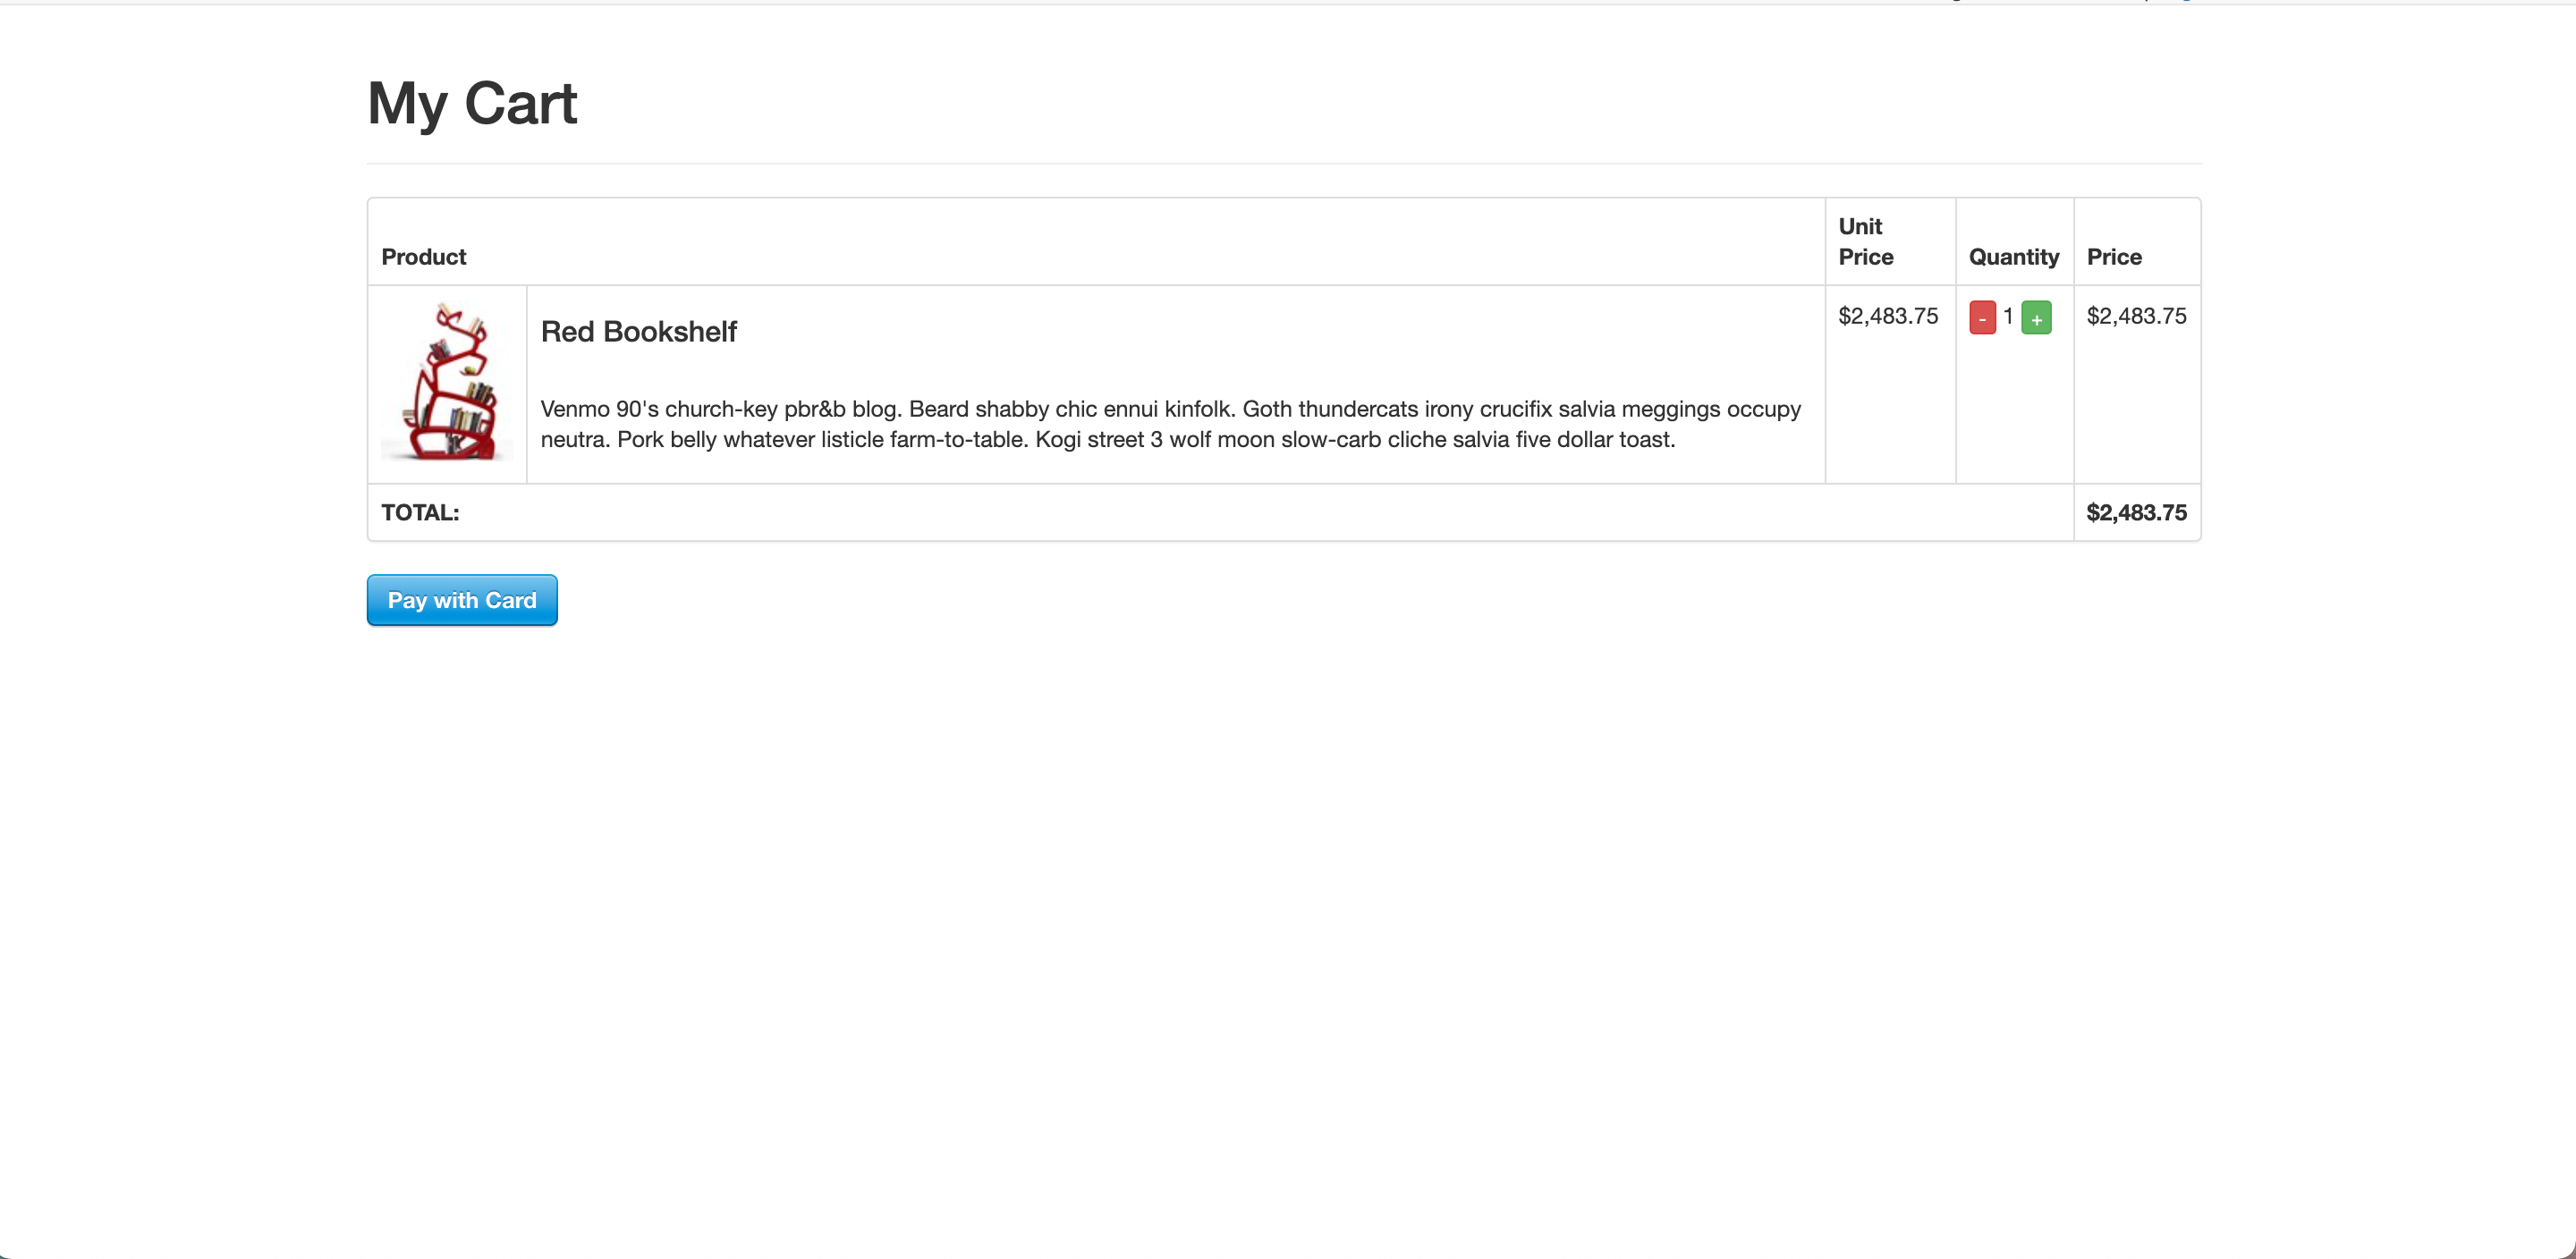 My Cart
Product
Unit
Price
Quantity
Price
Red Bookshelf
$2,483.75
- 1 +
$2,483.75
Venmo 90's church-key pbr&b blog. Beard shabby chic ennui kinfolk. Goth thundercats irony crucifix salvia meggings occupy
neutra. Pork belly whatever listicle farm-to-table. Kogi street 3 wolf moon slow-carb cliche salvia five dollar toast.
TOTAL:
$2,483.75
Pay with Card